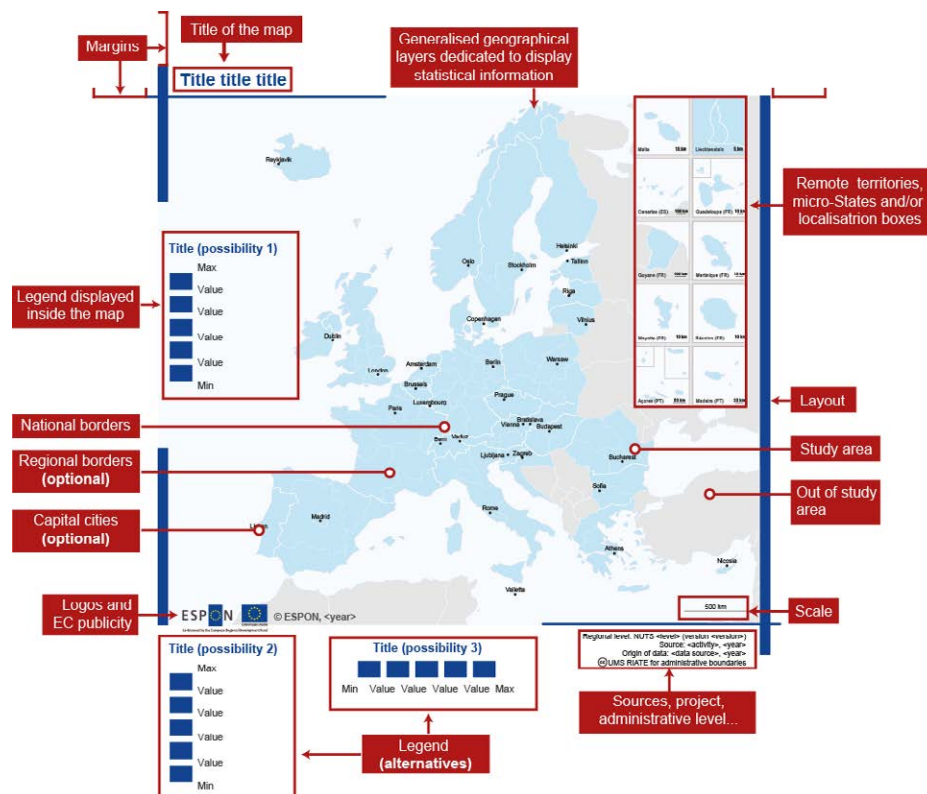 Margins
Title of the map
Title title title
Generalised geographical
layers dedicated to display
statistical information
Remote territories,
micro-States and/or
localisatrion boxes
Malta
Liechtenstein
5 km
Canarias (ES)
Guadeloupe (FR)
Guyane (FR)
Martinique (FR)
Mayotte (FR)
10 km
Réunion (FR)
10 km
Açores (PT)
Madeira (PT)
Reykjavik
Title (possibility 1)
Max
Value
Value
Value
Value
Min
Legend displayed
inside the map
Helsinki
Oslo
Tallinn
Stockholm
Riga
Copenhagen
Vilnius
Dublin
Amsterdam
Berlin
Warsaw
London
Brussels
Prague
Luxembourg
Paris
Bratislava
Vienna
Budapest
Bern
Vaduz
Ljubljana
Zagreb
Bucharest
Sofia
Madrid
Rome
Athens
Nicosia
Valletta
National borders
Regional borders
(optional)
Capital cities
(optional)
Layout
Study area
Out of study
area
Logos and
EC publicity
ESPON
© ESPON, <year>
500 km
Scale
Title (possibility 2)
Max
Value
Value
Value
Value
Min
Title (possibility 3)
Min Value Value Value Value Max
Legend
(alternatives)
Regional level: NUTS <level> (version <version>)
Source: <activity>, <year>
Origin of data: <data source>, <year>
cc UMS RIATE for administrative boundaries
Sources, project,
administrative level...